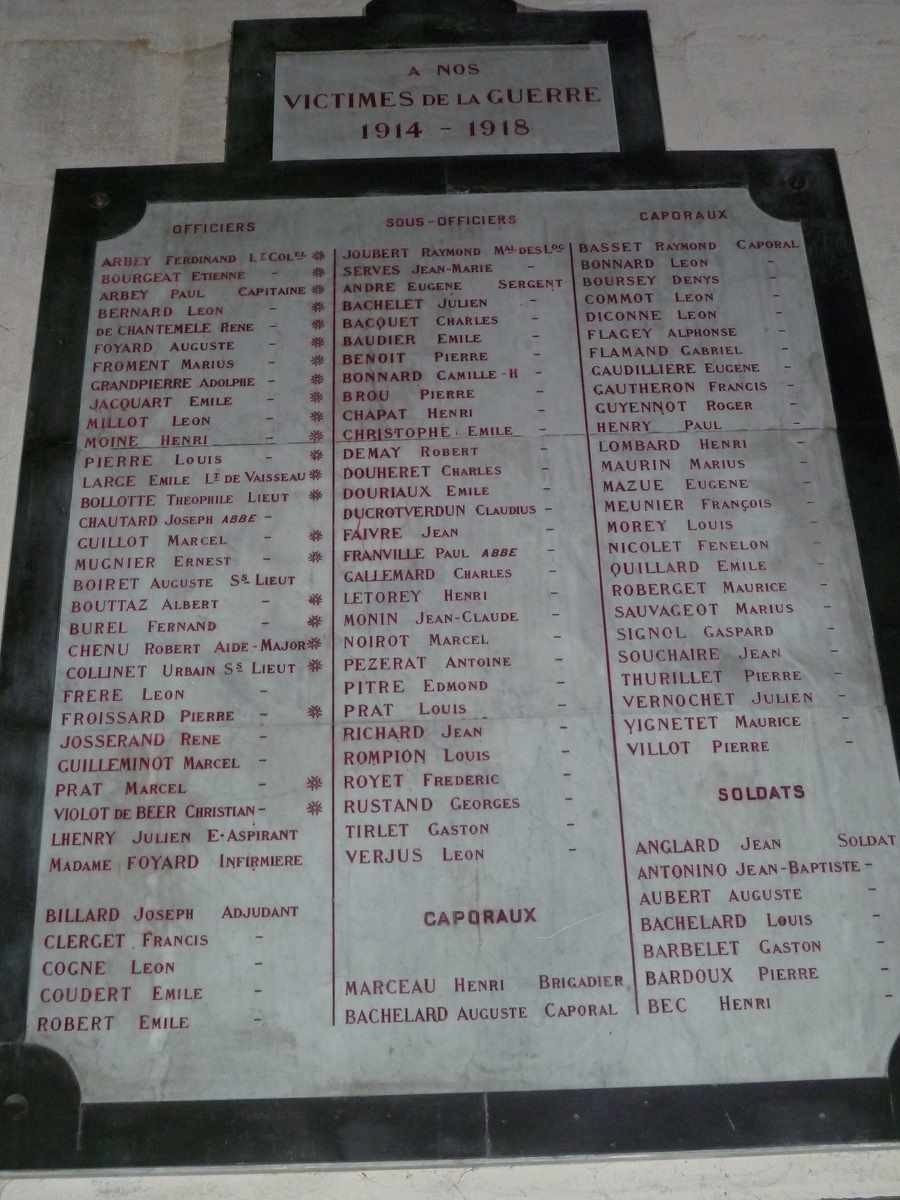 A NOS
VICTIMES DE LA GUERRE
1914 - 1918
OFFICIERS
ARBEY FERDINAND LT COLEL
BOURGEAT ETIENNE -
ARBEY PAUL CAPITAINE
BERNARD LEON -
DE CHANTEMELE RENE -
FOYARD AUGUSTE -
FROMENT MARIUS -
GRANDPIERRE ADOLPHE -
JACQUART EMILE -
MILLOT LEON -
MOINE HENRI -
PIERRE LOUIS -
LARGE EMILE LT DE VAISSEAU
BOLLOTTE THEOPHILE LIEUT
CHAUTARD JOSEPH ABBE -
GUILLOT MARCEL -
MUGNIER ERNEST -
BOIRET AUGUSTE SS LIEUT
BOUTTAZ ALBERT -
BUREL FERNAND -
CHENU ROBERT AIDE-MAJOR
COLLINET URBAIN SS LIEUT
FRERE LEON -
FROISSARD PIERRE -
JOSSERAND RENE -
GUILLEMINOT MARCEL -
PRAT MARCEL -
VIOLOT DE BEER CHRISTIAN -
LHENRY JULIEN E-ASPIRANT
MADAME FOYARD INFIRMIERE
BILLARD JOSEPH ADJUDANT
CLERGET FRANCIS -
COGNE LEON -
COUDERT EMILE -
ROBERT EMILE -
SOUS-OFFICIERS
JOUBERT RAYMOND MAL DES LOG
SERVES JEAN-MARIE -
ANDRE EUGENE SERGENT
BACHELET JULIEN -
BACQUET CHARLES -
BAUDIER EMILE -
BENOIT PIERRE -
BONNARD CAMILLE-H -
BROU PIERRE -
CHAPAT HENRI -
CHRISTOPHE EMILE -
DEMAY ROBERT -
DOUHERET CHARLES -
DOURIAUX EMILE -
DUCROTVERDUN CLAUDIUS -
FAIVRE JEAN -
FRANVILLE PAUL ABBE -
GALLEMARD CHARLES -
LETOREY HENRI -
MONIN JEAN-CLAUDE -
NOIROT MARCEL -
PEZERAT ANTOINE -
PITRE EDMOND -
PRAT LOUIS -
RICHARD JEAN -
ROMPION LOUIS -
ROYET FREDERIC -
RUSTAND GEORGES -
TIRLET GASTON -
VERJUS LEON -
CAPORAUX
MARCEAU HENRI BRIGADIER
BACHELARD AUGUSTE CAPORAL
CAPORAUX
BASSET RAYMOND CAPORAL
BONNARD LEON -
BOURSEY DENYS -
COMMOT LEON -
DICONNE LEON -
FLAGEY ALPHONSE -
FLAMAND GABRIEL -
GAUDILLIERE EUGENE -
GAUTHERON FRANCIS -
GUYENNOT ROGER -
HENRY PAUL -
LOMBARD HENRI -
MAURIN MARIUS -
MAZUE EUGENE -
MEUNIER FRANÇOIS -
MOREY LOUIS -
NICOLET FENELON -
QUILLARD EMILE -
ROBERGET MAURICE -
SAUVAGEOT MARIUS -
SIGNOL GASPARD -
SOUCHAIRE JEAN -
THURILLET PIERRE -
VERNOCHET JULIEN -
VIGNETET MAURICE -
VILLOT PIERRE -
SOLDATS
ANGLARD JEAN SOLDAT
ANTONINO JEAN-BAPTISTE -
AUBERT AUGUSTE -
BACHELARD LOUIS -
BARBELET GASTON -
BARDOUX PIERRE -
BEC HENRI -